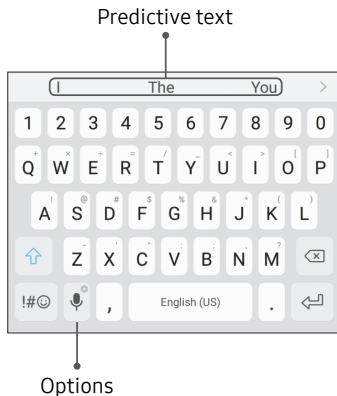 Predictive text
I The You >
1 2 3 4 5 6 7 8 9 0
+ × ÷ = / _ < > [ ]
Q W E R T Y U I O P
! @ # $ % & * ( )
A S D F G H J K L
- ' " : ; , ?
Z X C V B N M
!#☺ , English (US) .
Options